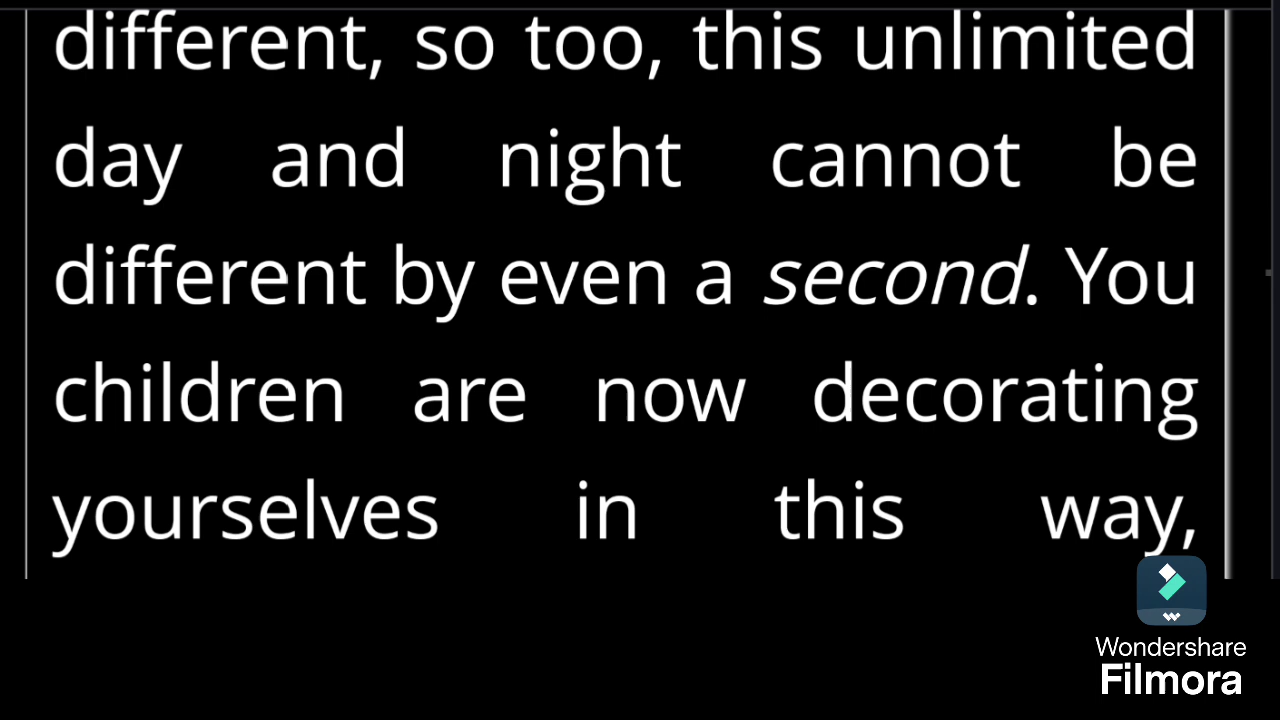 different, so too, this unlimited
day and night cannot be
different by even a second. You
children are now decorating
yourselves in this way,
Wondershare
Filmora